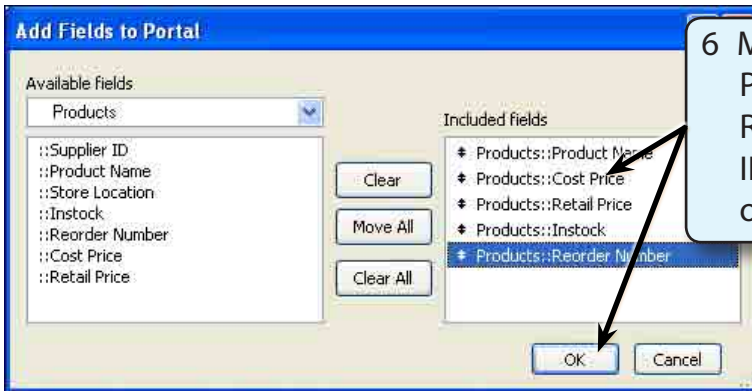 Add Fields to Portal
Available fields
Products
::Supplier ID
::Product Name
::Store Location
::Instock
::Reorder Number
::Cost Price
::Retail Price
Clear
Move All
Clear All
Included fields
Products::Product Name
Products::Cost Price
Products::Retail Price
Products::Instock
Products::Reorder Number
OK
Cancel
6